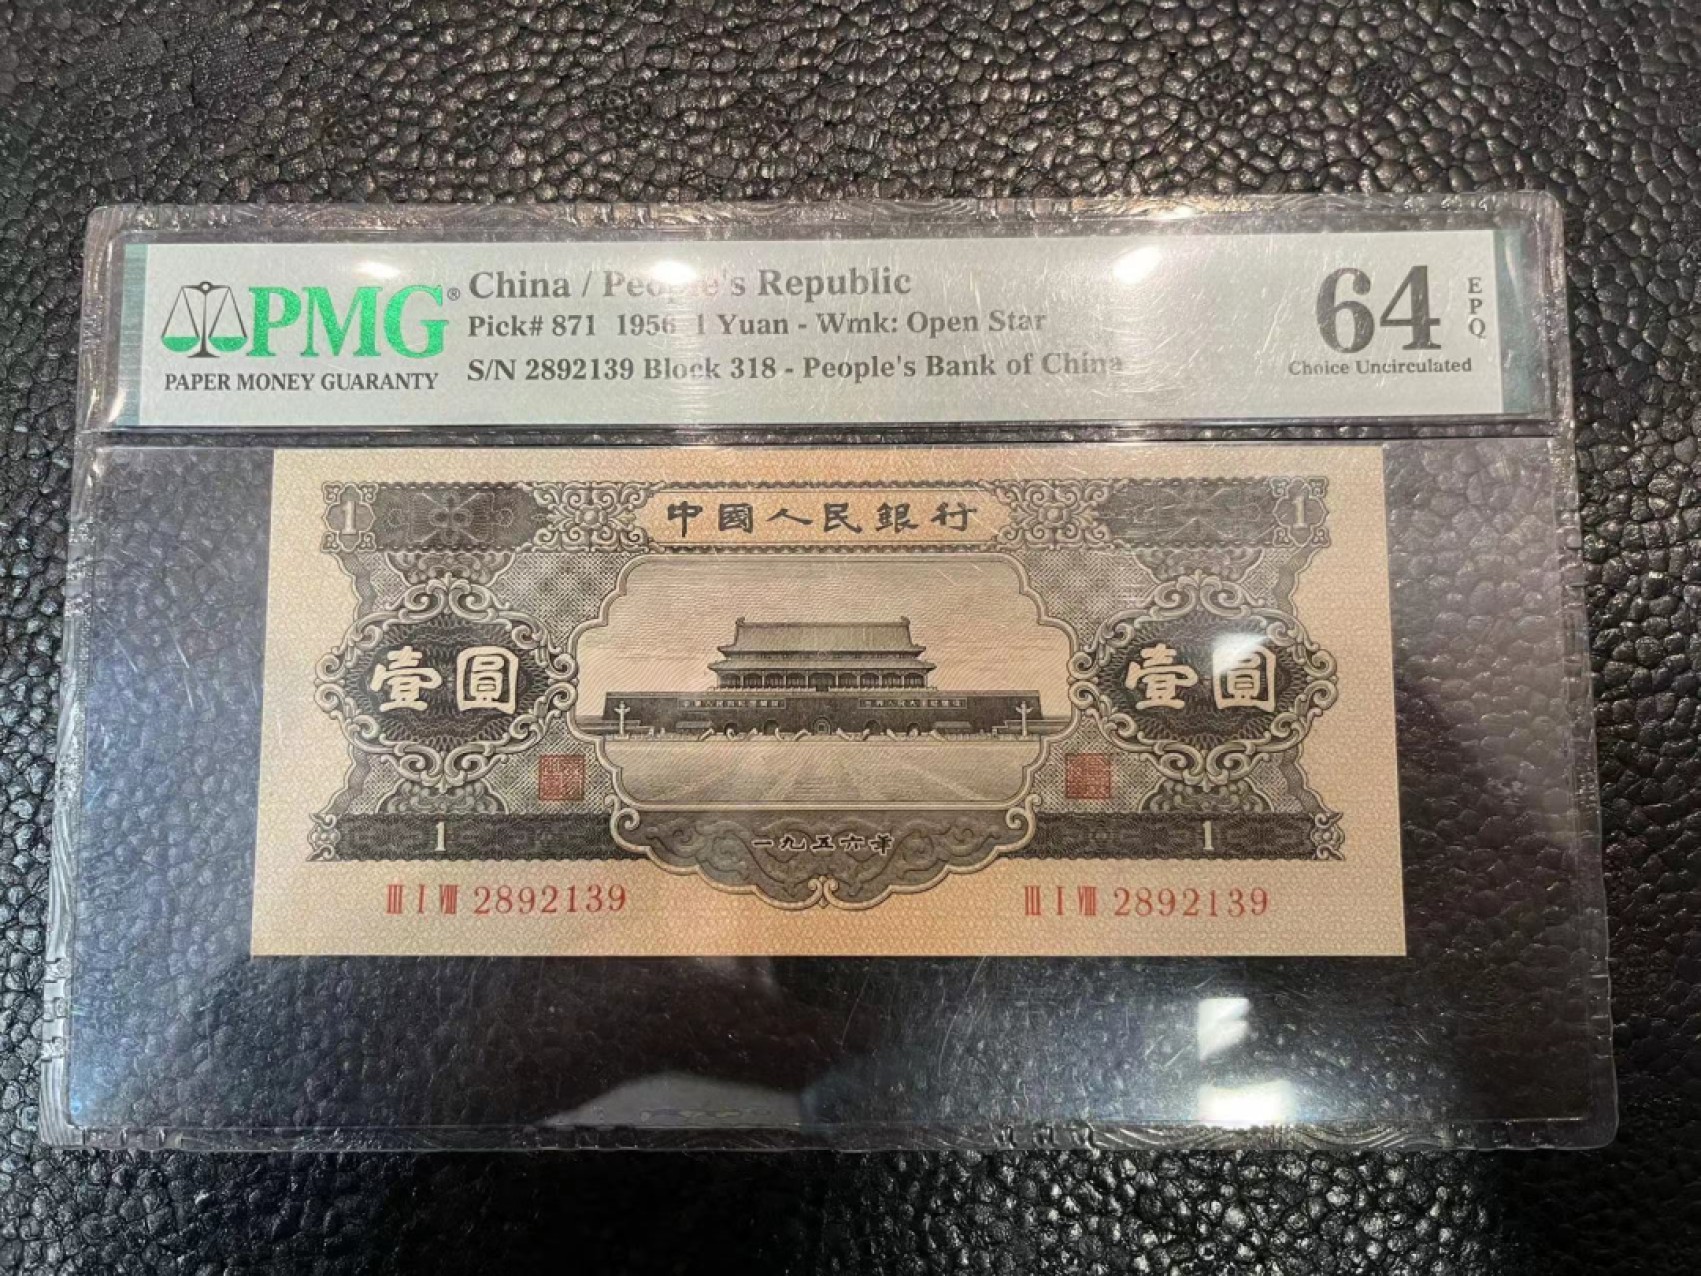 PMG®
PAPER MONEY GUARANTY
China / People's Republic
Pick# 871 1956 1 Yuan - Wmk: Open Star
S/N 2892139 Block 318 - People's Bank of China
64 EPQ
Choice Uncirculated
1 中國人民銀行 1
壹圓 壹圓
1 一九五六年 1
III I VIII 2892139 III I VIII 2892139